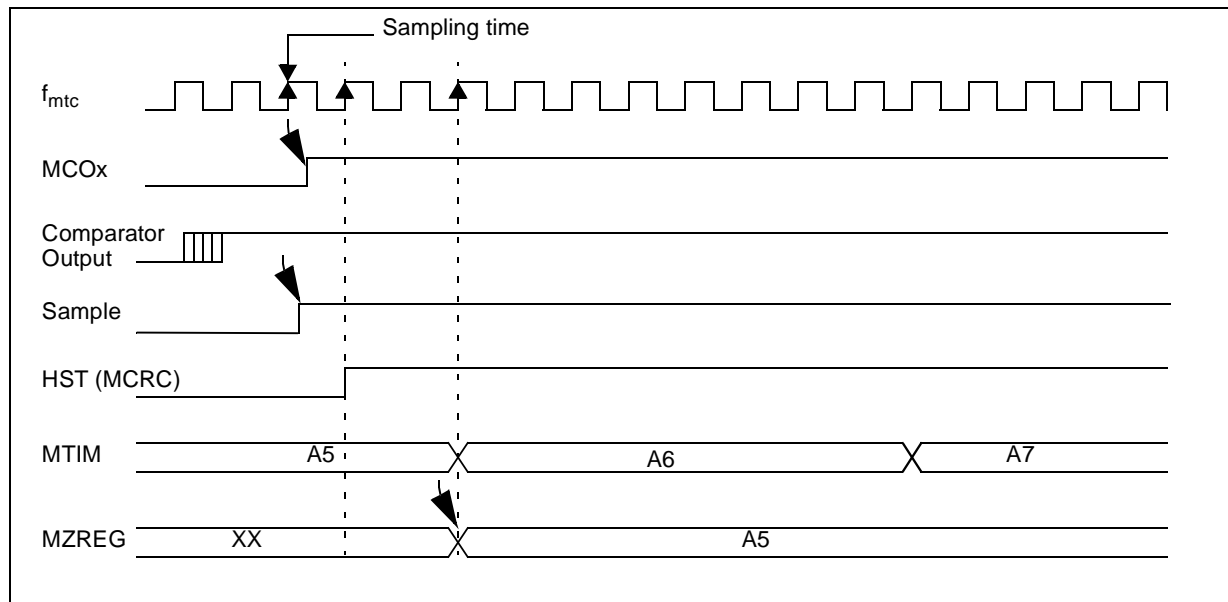 Sampling time
fmtc
MCOx
Comparator
Output
Sample
HST (MCRC)
MTIM A5 A6 A7
MZREG XX A5